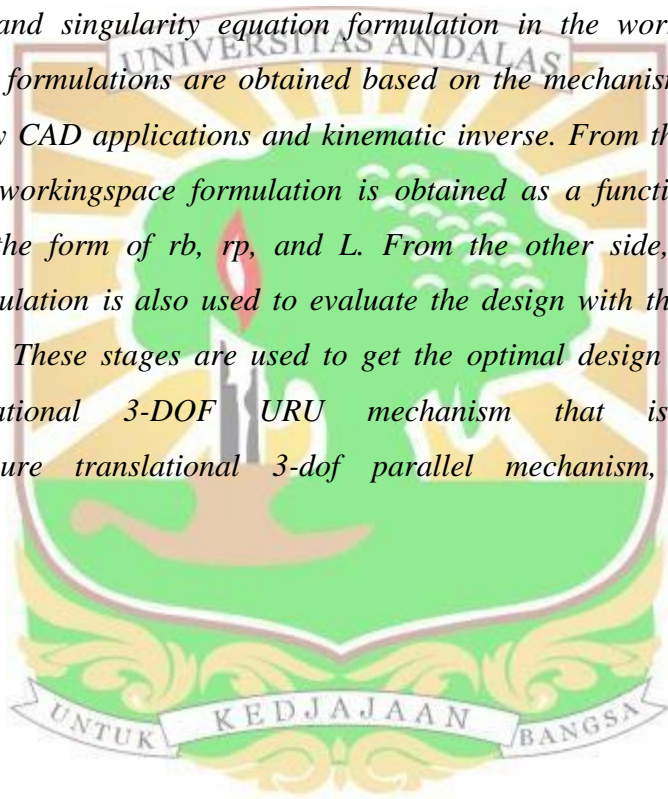 and singularity equation formulation in the wor
UNIVERSITAS ANDALAS
formulations are obtained based on the mechanism
CAD applications and kinematic inverse. From th
workingspace formulation is obtained as a functi
the form of rb, rp, and L. From the other side,
ulation is also used to evaluate the design with th
These stages are used to get the optimal design
ational 3-DOF URU mechanism that is
ure translational 3-dof parallel mechanism,
UNTUK KEDJAJAAN BANGSA